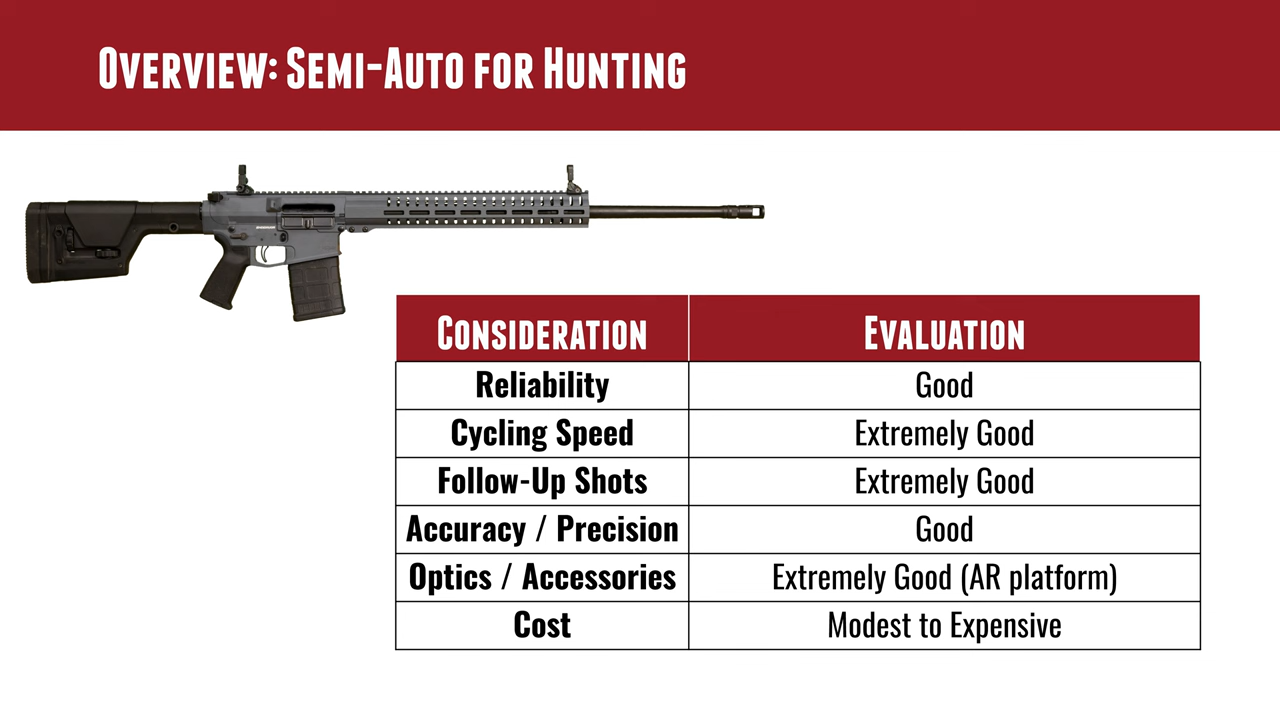 Overview: Semi-Auto for Hunting
Consideration Evaluation
Reliability Good
Cycling Speed Extremely Good
Follow-Up Shots Extremely Good
Accuracy / Precision Good
Optics / Accessories Extremely Good (AR platform)
Cost Modest to Expensive